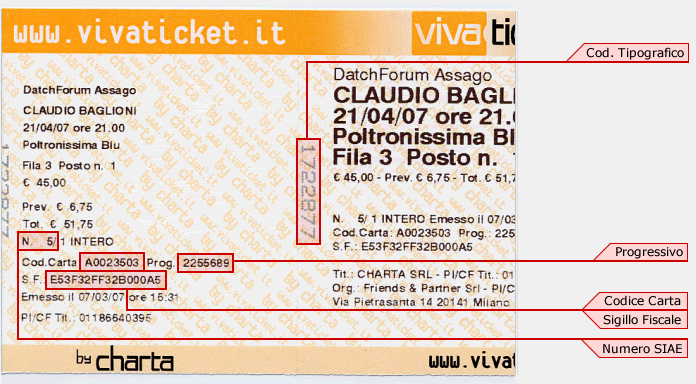 www.vivaticket.it
viva tic
Cod. Tipografico
DatchForum Assago
CLAUDIO BAGLIONI
21/04/07 ore 21.00
Poltronissima Blu
Fila 3 Posto n. 1
€ 45,00
Prev. € 6,75
Tot. € 51,75
N. 5/ 1 INTERO
Cod.Carta A0023503 Prog. 2255689
S.F.: E53F32FF32B000A5
Emesso il 07/03/07 ore 15:31
PI/CF Tit.: 01186640395
by charta
1722877
1722877
DatchForum Assago
CLAUDIO BAGLI
21/04/07 ore 21.
Poltronissima Bl
Fila 3 Posto n.
€ 45,00 - Prev. € 6,75 - Tot. € 51,7
N. 5/ 1 INTERO Emesso il 07/03
Cod.Carta: A0023503 Prog.: 225
S.F.: E53F32FF32B000A5
Tit.: CHARTA SRL - PI/CF Tit.: 01
Org.: Friends & Partner Srl - PI/C
Via Pietrasanta 14 20141 Milano
www.vivat
Progressivo
Codice Carta
Sigillo Fiscale
Numero SIAE